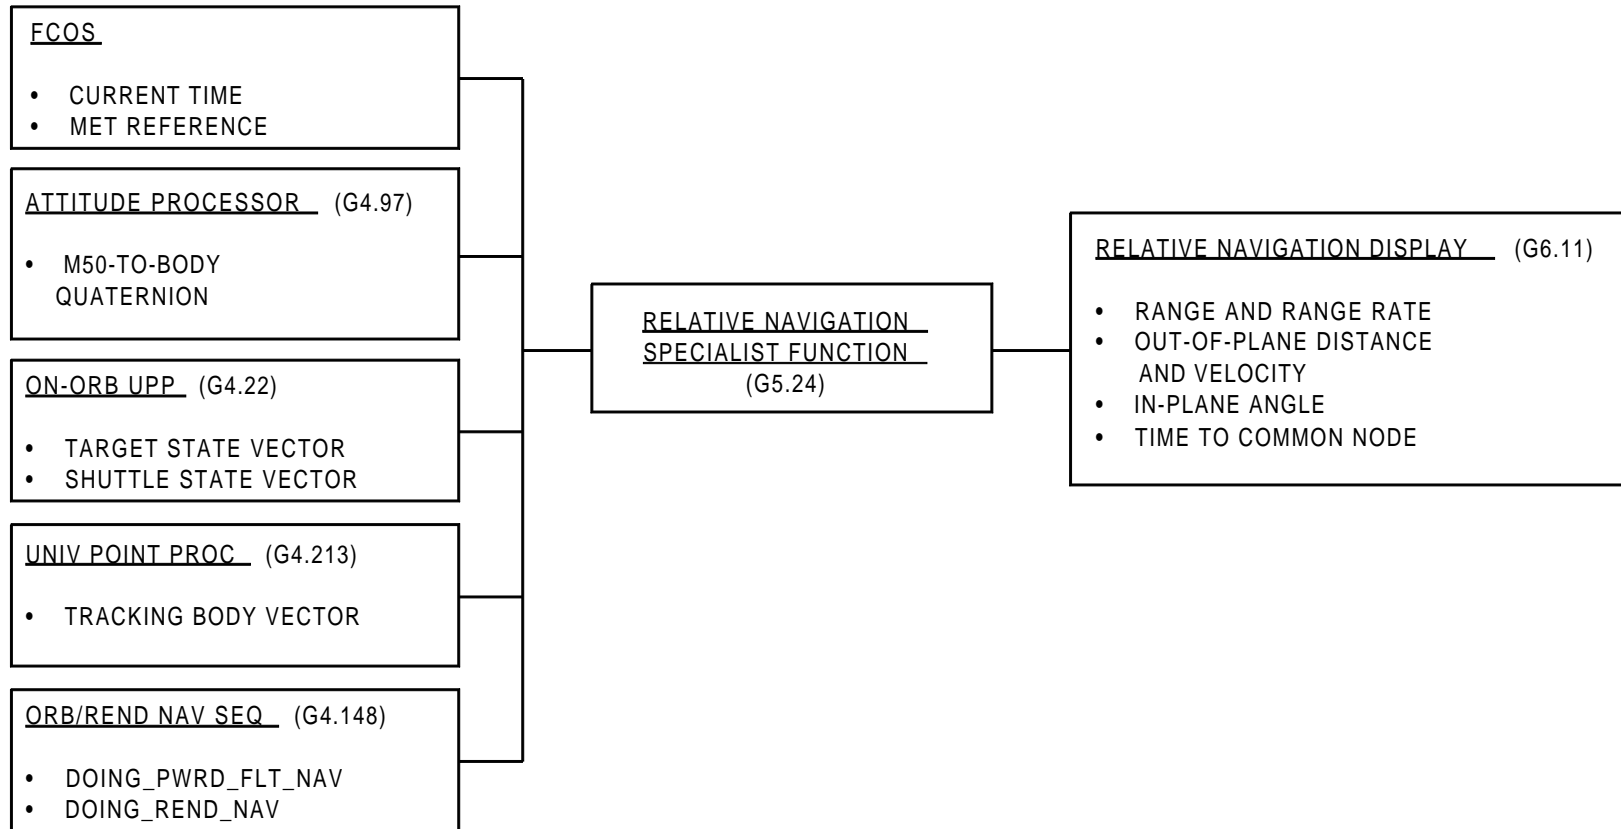 FCOS
• CURRENT TIME
• MET REFERENCE
ATTITUDE PROCESSOR (G4.97)
• M50-TO-BODY
QUATERNION
ON-ORB UPP (G4.22)
• TARGET STATE VECTOR
• SHUTTLE STATE VECTOR
UNIV POINT PROC (G4.213)
• TRACKING BODY VECTOR
ORB/REND NAV SEQ (G4.148)
• DOING_PWRD_FLT_NAV
• DOING_REND_NAV
RELATIVE NAVIGATION
SPECIALIST FUNCTION
(G5.24)
RELATIVE NAVIGATION DISPLAY (G6.11)
• RANGE AND RANGE RATE
• OUT-OF-PLANE DISTANCE
AND VELOCITY
• IN-PLANE ANGLE
• TIME TO COMMON NODE